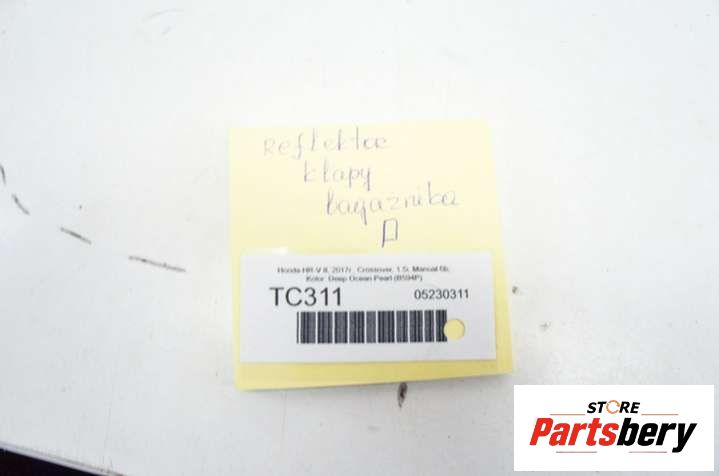 Reflektor
klapy
bagażnika
P
Honda HR-V II, 2017r., Crossover, 1.5i, Manual 6b,
Kolor: Deep Ocean Pearl (B594P)
TC311
05230311
STORE
Partsbery